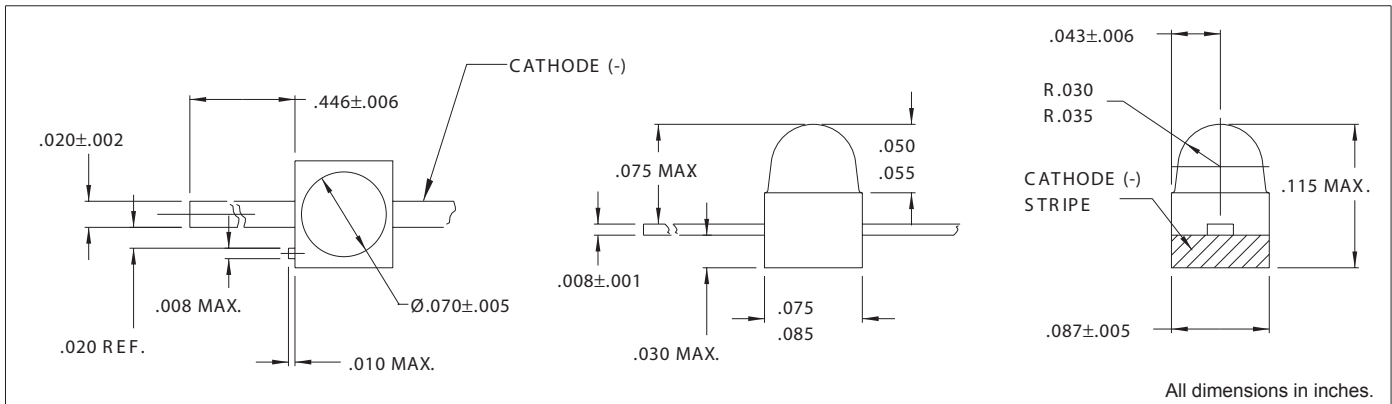 CATHODE (-)
.446±.006
.020±.002
.008 MAX.
Ø.070±.005
.020 REF.
.010 MAX.
.075 MAX
.050
.055
.008±.001
.075
.085
.030 MAX.
.043±.006
R.030
R.035
CATHODE (-)
STRIPE
.115 MAX.
.087±.005
All dimensions in inches.